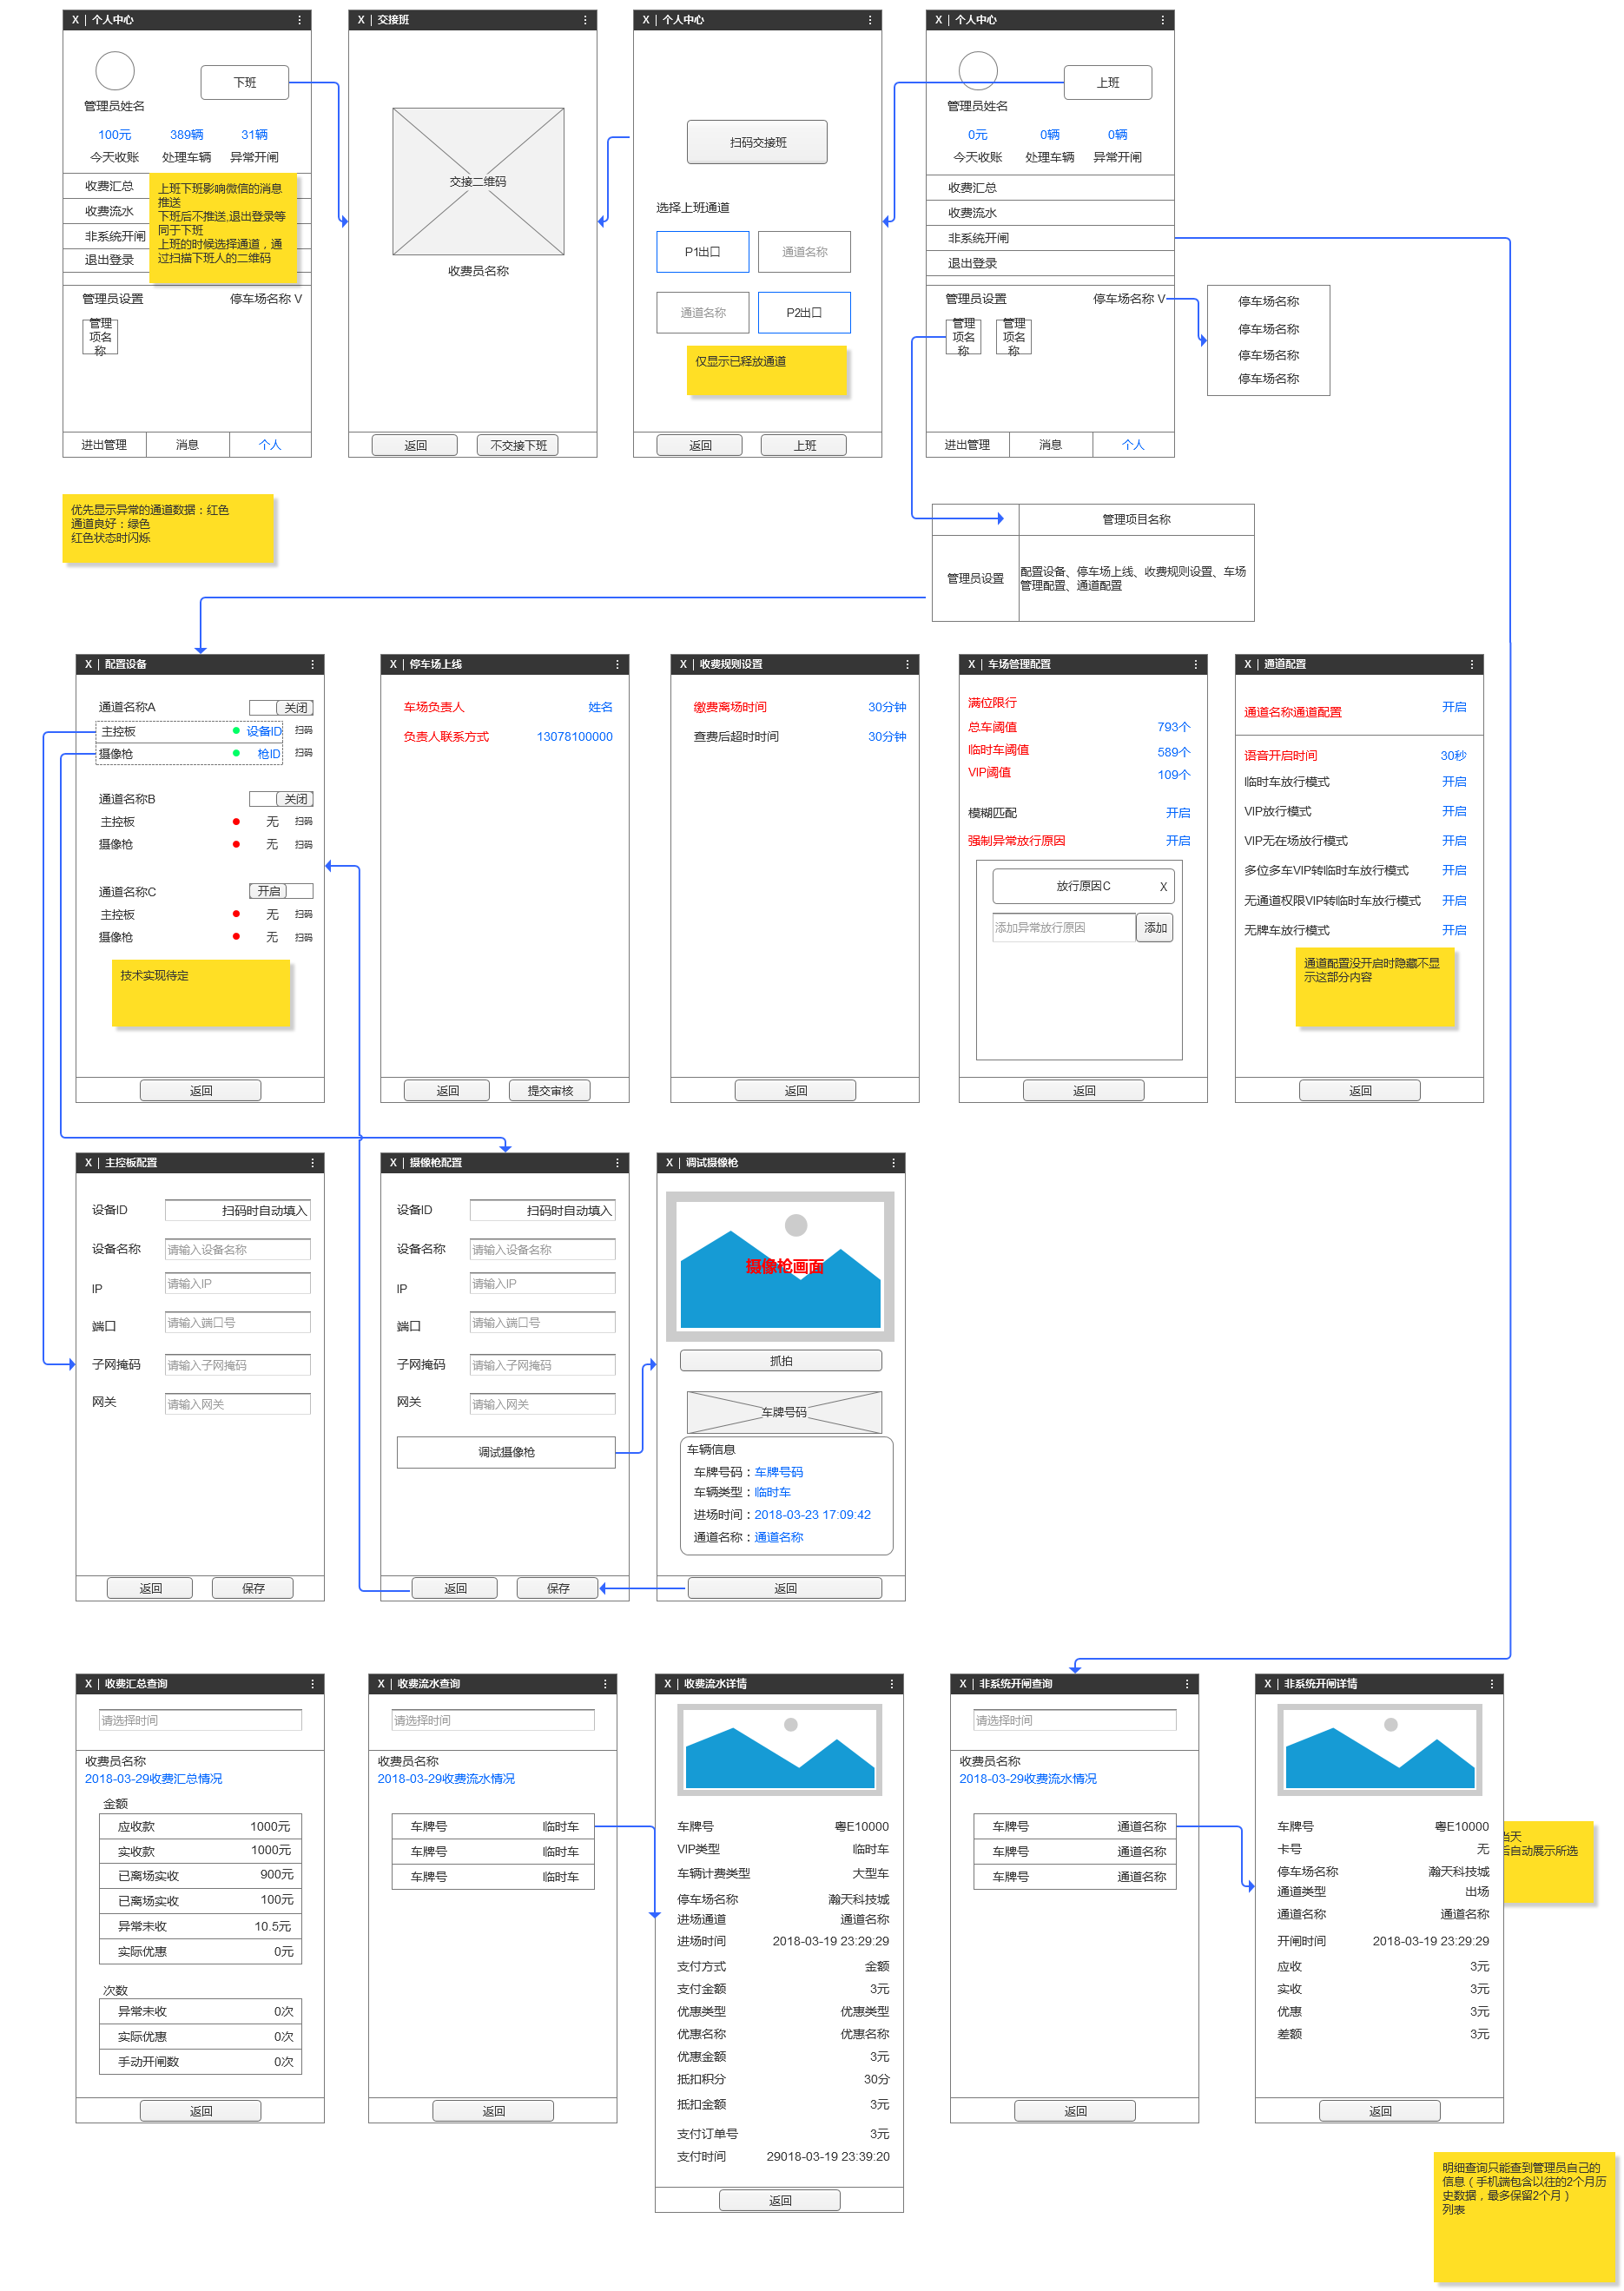 X | 个人中心
下班
管理员姓名
100元 389辆 31辆
今天收账 处理车辆 异常开闸
收费汇总
收费流水
非系统开闸
退出登录
上班下班影响微信的消息
推送
下班后不推送,退出登录等
同于下班
上班的时候选择通道，通
过扫描下班人的二维码
管理员设置 停车场名称 V
管理
项名
称
进出管理 消息 个人
X | 交接班
交接二维码
收费员名称
返回 不交接下班
X | 个人中心
扫码交接班
选择上班通道
P1出口 通道名称
通道名称 P2出口
仅显示已释放通道
返回 上班
X | 个人中心
上班
管理员姓名
0元 0辆 0辆
今天收账 处理车辆 异常开闸
收费汇总
收费流水
非系统开闸
退出登录
管理员设置 停车场名称 V
管理
项名
称
管理
项名
称
进出管理 消息 个人
停车场名称
停车场名称
停车场名称
停车场名称
优先显示异常的通道数据：红色
通道良好：绿色
红色状态时闪烁
管理项目名称
管理员设置
配置设备、停车场上线、收费规则设置、车场
管理配置、通道配置
X | 配置设备
通道名称A 关闭
主控板 设备ID 扫码
摄像枪 枪ID 扫码
通道名称B 关闭
主控板 无 扫码
摄像枪 无 扫码
通道名称C 开启
主控板 无 扫码
摄像枪 无 扫码
技术实现待定
返回
X | 停车场上线
车场负责人 姓名
负责人联系方式 13078100000
返回 提交审核
X | 收费规则设置
缴费离场时间 30分钟
查费后超时时间 30分钟
返回
X | 车场管理配置
满位限行
总车阈值 793个
临时车阈值 589个
VIP阈值 109个
模糊匹配 开启
强制异常放行原因 开启
放行原因C X
添加异常放行原因 添加
返回
X | 通道配置
通道名称通道配置 开启
语音开启时间 30秒
临时车放行模式 开启
VIP放行模式 开启
VIP无在场放行模式 开启
多位多车VIP转临时车放行模式 开启
无通道权限VIP转临时车放行模式 开启
无牌车放行模式 开启
通道配置没开启时隐藏不显
示这部分内容
返回
X | 主控板配置
设备ID 扫码时自动填入
设备名称 请输入设备名称
IP 请输入IP
端口 请输入端口号
子网掩码 请输入子网掩码
网关 请输入网关
返回 保存
X | 摄像枪配置
设备ID 扫码时自动填入
设备名称 请输入设备名称
IP 请输入IP
端口 请输入端口号
子网掩码 请输入子网掩码
网关 请输入网关
调试摄像枪
返回 保存
X | 调试摄像枪
摄像枪画面
抓拍
车牌号码
车辆信息
车牌号码：车牌号码
车辆类型：临时车
进场时间：2018-03-23 17:09:42
通道名称：通道名称
返回
X | 收费汇总查询
请选择时间
收费员名称
2018-03-29收费汇总情况
金额
应收款 1000元
实收款 1000元
已离场实收 900元
已离场实收 100元
异常未收 10.5元
实际优惠 0元
次数
异常未收 0次
实际优惠 0次
手动开闸数 0次
返回
X | 收费流水查询
请选择时间
收费员名称
2018-03-29收费流水情况
车牌号 临时车
车牌号 临时车
车牌号 临时车
返回
X | 收费流水详情
车牌号 粤E10000
VIP类型 临时车
车辆计费类型 大型车
停车场名称 瀚天科技城
进场通道 通道名称
进场时间 2018-03-19 23:29:29
支付方式 金额
支付金额 3元
优惠类型 优惠类型
优惠名称 优惠名称
优惠金额 3元
抵扣积分 30分
抵扣金额 3元
支付订单号 3元
支付时间 29018-03-19 23:39:20
返回
X | 非系统开闸查询
请选择时间
收费员名称
2018-03-29收费流水情况
车牌号 通道名称
车牌号 通道名称
车牌号 通道名称
返回
X | 非系统开闸详情
车牌号 粤E10000
卡号 无
停车场名称 瀚天科技城
通道类型 出场
通道名称 通道名称
开闸时间 2018-03-19 23:29:29
应收 3元
实收 3元
优惠 3元
差额 3元
返回
当天
后自动展示所选
明细查询只能查到管理员自己的
信息（手机端包含以往的2个月历
史数据，最多保留2个月）
列表